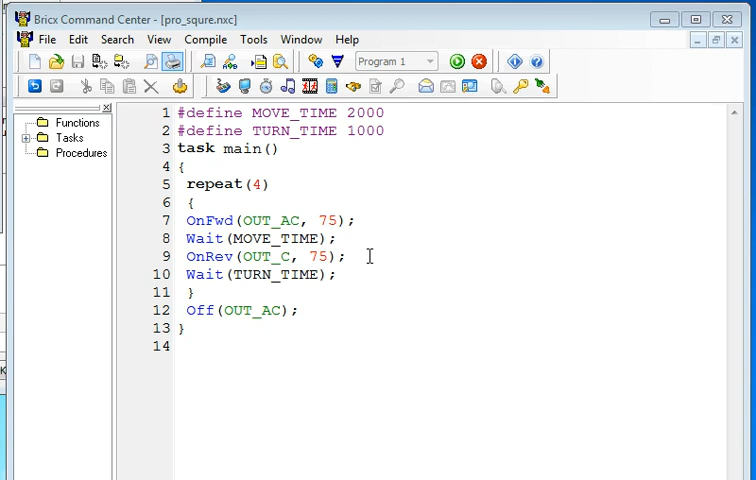 Bricx Command Center - [pro_squre.nxc]
File Edit Search View Compile Tools Window Help
Program 1
Functions
Tasks
Procedures
1 #define MOVE_TIME 2000
2 #define TURN_TIME 1000
3 task main()
4 {
5 repeat(4)
6 {
7 OnFwd(OUT_AC, 75);
8 Wait(MOVE_TIME);
9 OnRev(OUT_C, 75);
10 Wait(TURN_TIME);
11 }
12 Off(OUT_AC);
13 }
14